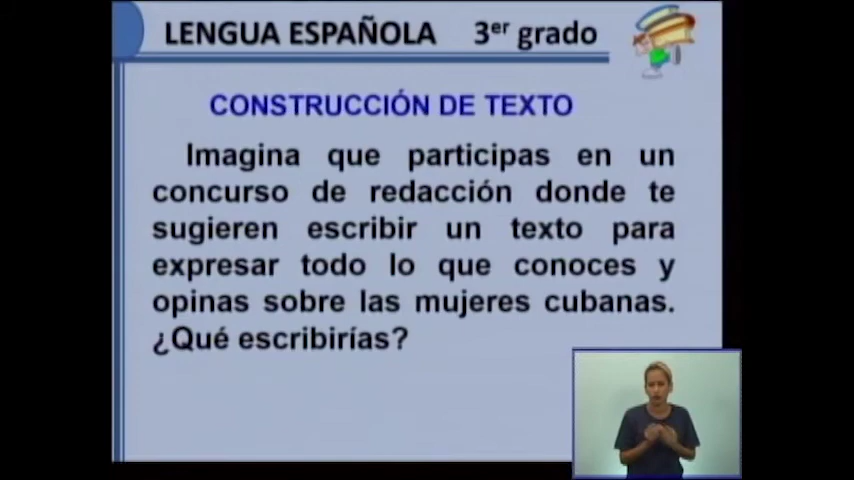 LENGUA ESPAÑOLA 3er grado
CONSTRUCCIÓN DE TEXTO
Imagina que participas en un
concurso de redacción donde te
sugieren escribir un texto para
expresar todo lo que conoces y
opinas sobre las mujeres cubanas.
¿Qué escribirías?